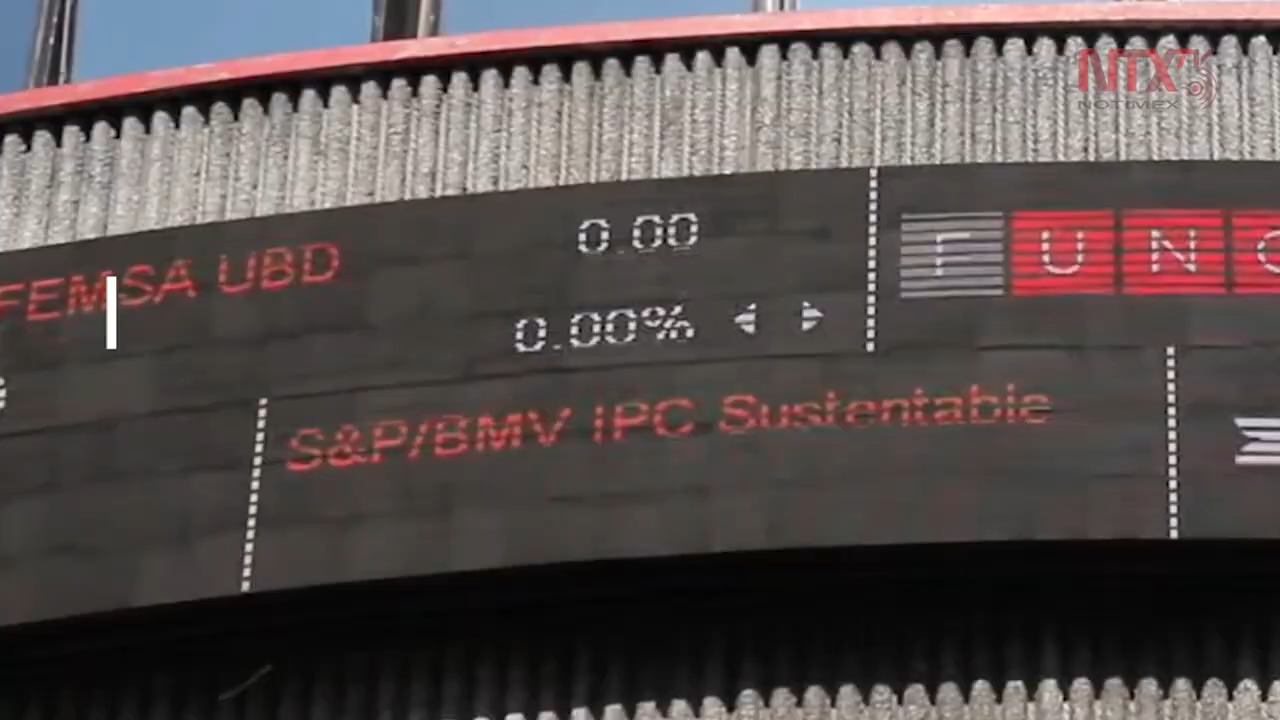 NTX
NOTIMEX
FEMSA UBD
0.00
0.00%
FUN
S&P/BMV IPC Sustentable